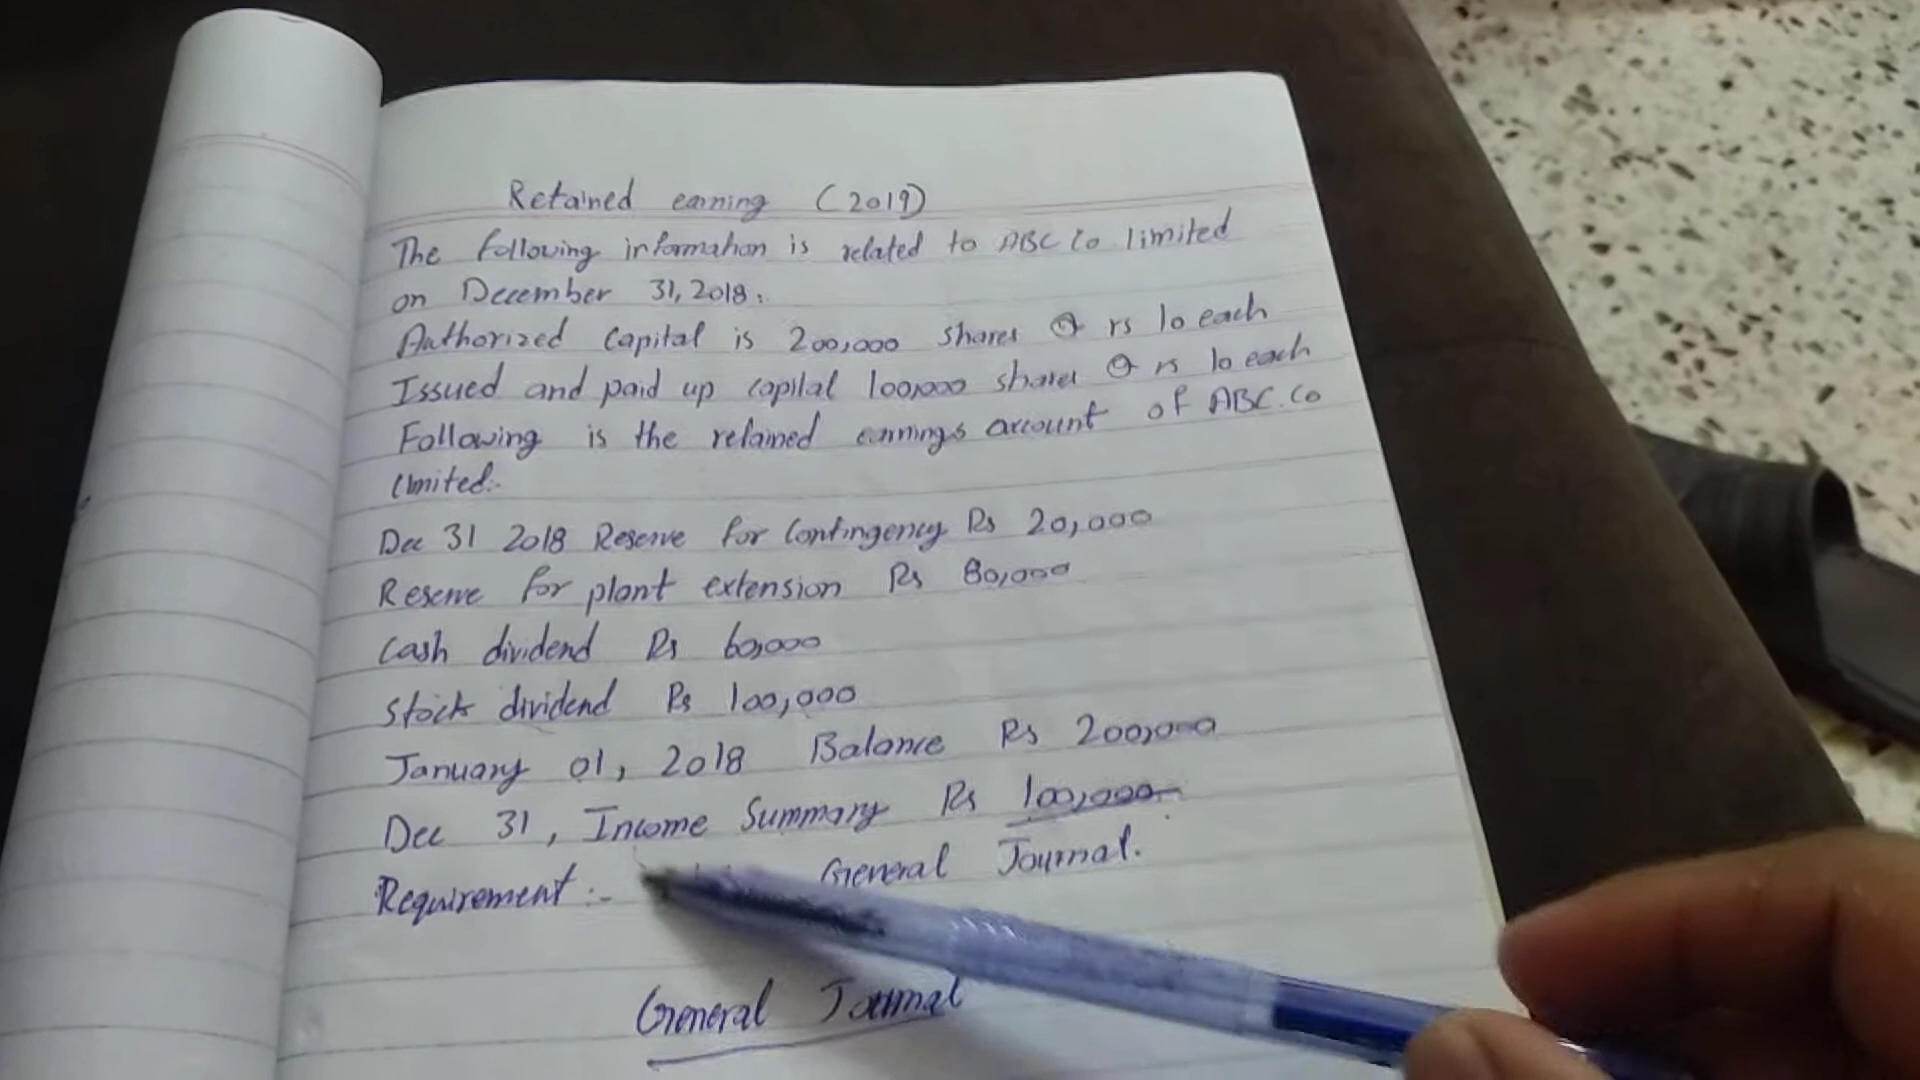 Retained earning (2019)
The following information is related to ABC Co limited
on December 31, 2018.
Authorized Capital is 200,000 shares @ rs 10 each
Issued and paid up capital 100,000 shares @ rs 10 each
Following is the retained earnings account of ABC. Co
limited:-
Dec 31 2018 Reserve for Contingency Rs 20,000
Reserve for plant extension Rs 80,000
Cash dividend Rs 60,000
Stock dividend Rs 100,000
January 01, 2018 Balance Rs 200,000
Dec 31, Income Summary Rs 100,000
Requirement:- General Journal.
General Journal